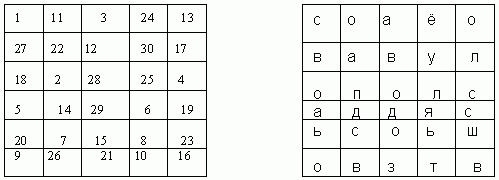 1 11 3 24 13
27 22 12 30 17
18 2 28 25 4
5 14 29 6 19
20 7 15 8 23
9 26 21 10 16
с о а ё о
в а в у л
о п о л с
а д д я с
ь с о ь ш
о в з т в